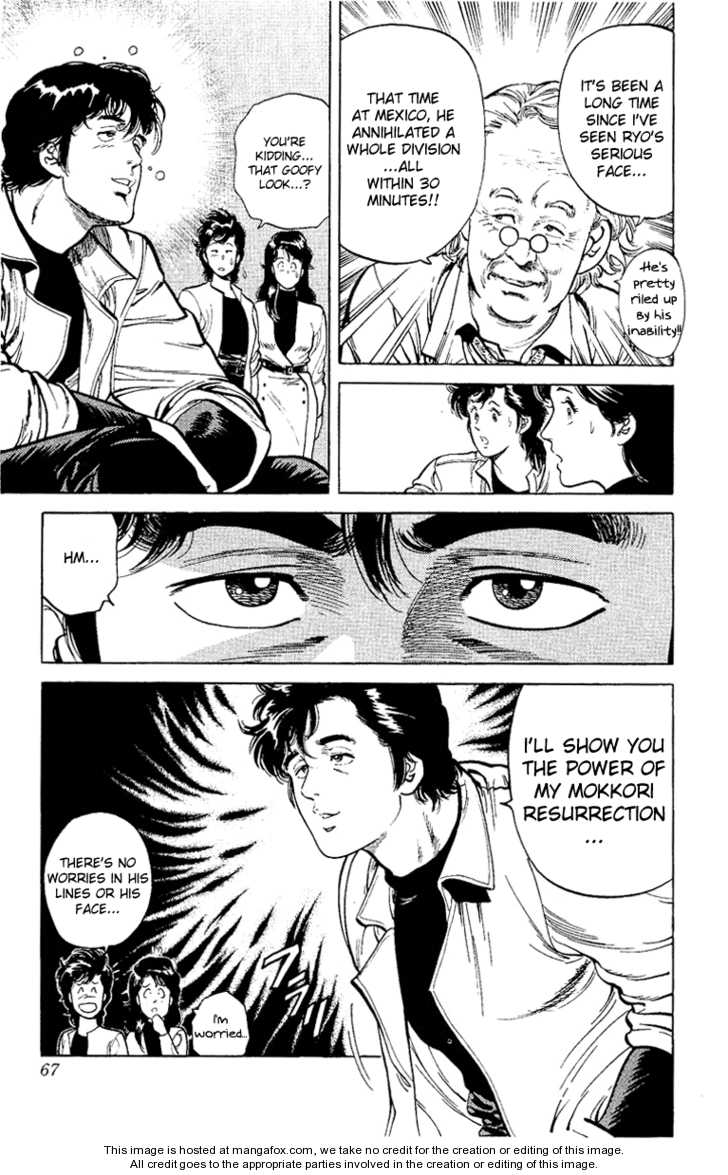 IT'S BEEN A
LONG TIME
SINCE I'VE
SEEN RYO'S
SERIOUS
FACE...
THAT TIME
AT MEXICO, HE
ANNIHILATED A
WHOLE DIVISION
...ALL
WITHIN 30
MINUTES!!
He's
pretty
riled up
by his
inability!!
YOU'RE
KIDDING...
THAT GOOFY
LOOK...?
HM...
I'LL SHOW YOU
THE POWER OF
MY MOKKORI
RESURRECTION
...
THERE'S NO
WORRIES IN HIS
LINES OR HIS
FACE...
I'm
worried..
フラ
67
This image is hosted at mangafox.com, we take no credit for the creation or editing of this image.
All credit goes to the appropriate parties involved in the creation or editing of this image.